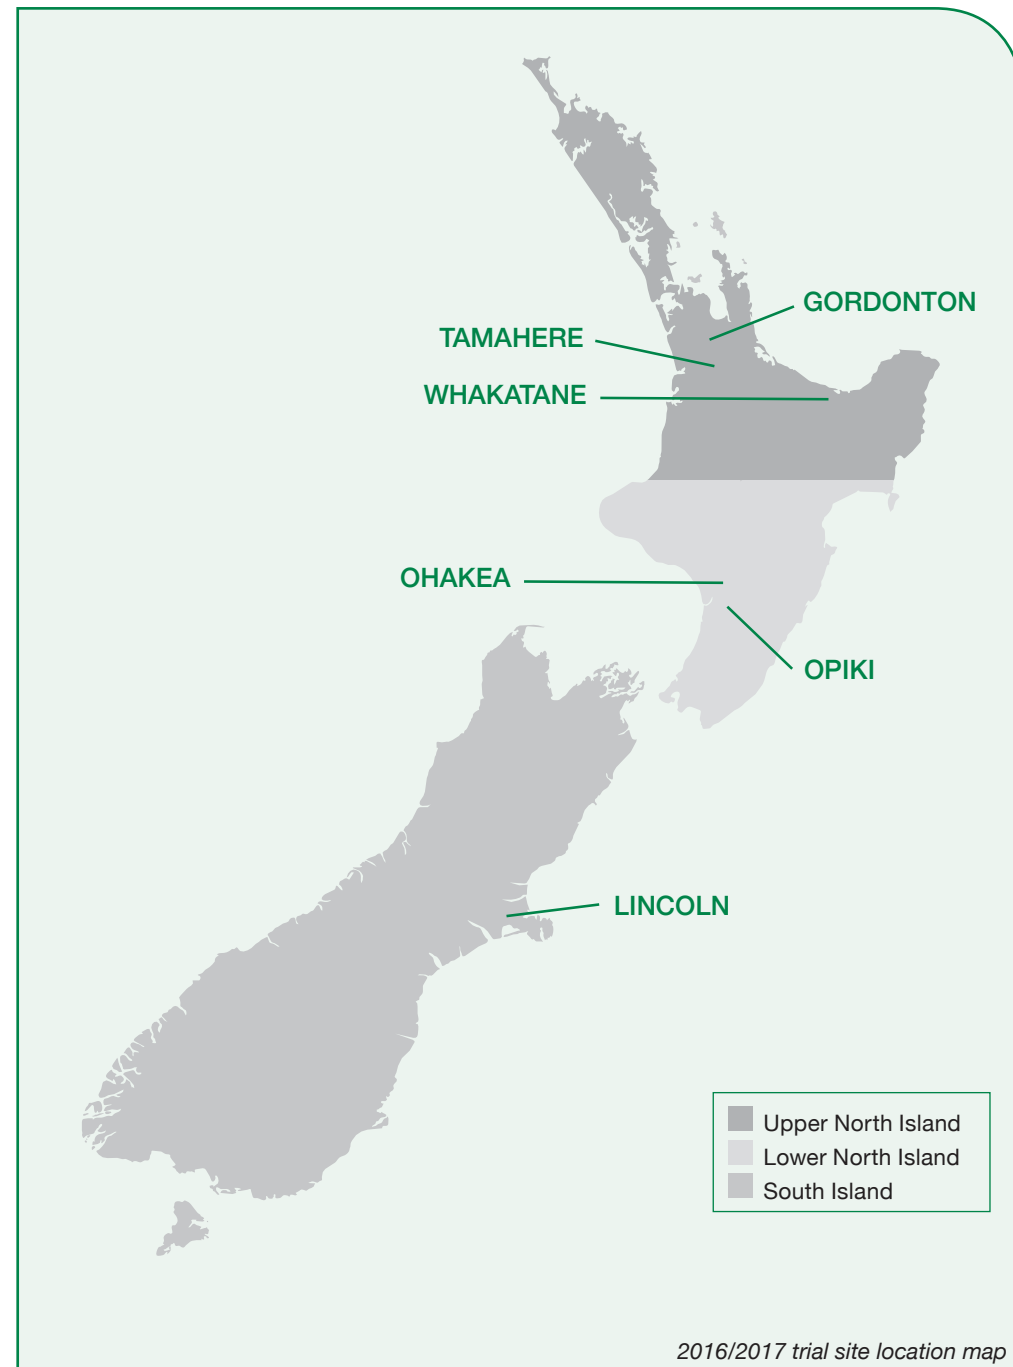 GORDONTON
TAMAHERE
WHAKATANE
OHAKEA
OPIKI
LINCOLN
Upper North Island
Lower North Island
South Island
2016/2017 trial site location map